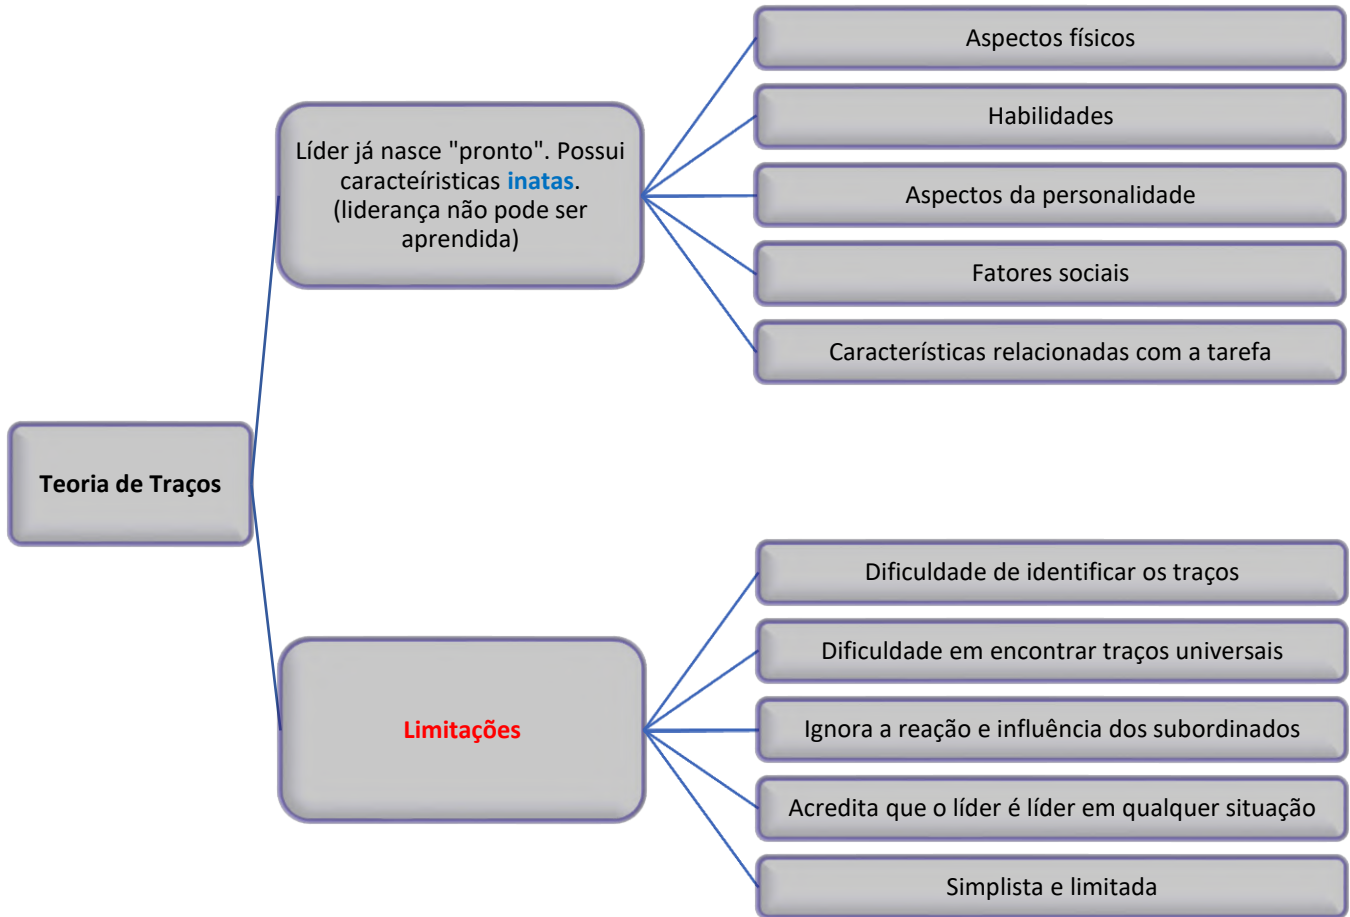 Aspectos físicos
Habilidades
Líder já nasce "pronto". Possui
caracteíristicas inatas.
(liderança não pode ser
aprendida)
Aspectos da personalidade
Fatores sociais
Características relacionadas com a tarefa
Teoria de Traços
Dificuldade de identificar os traços
Dificuldade em encontrar traços universais
Limitações
Ignora a reação e influência dos subordinados
Acredita que o líder é líder em qualquer situação
Simplista e limitada